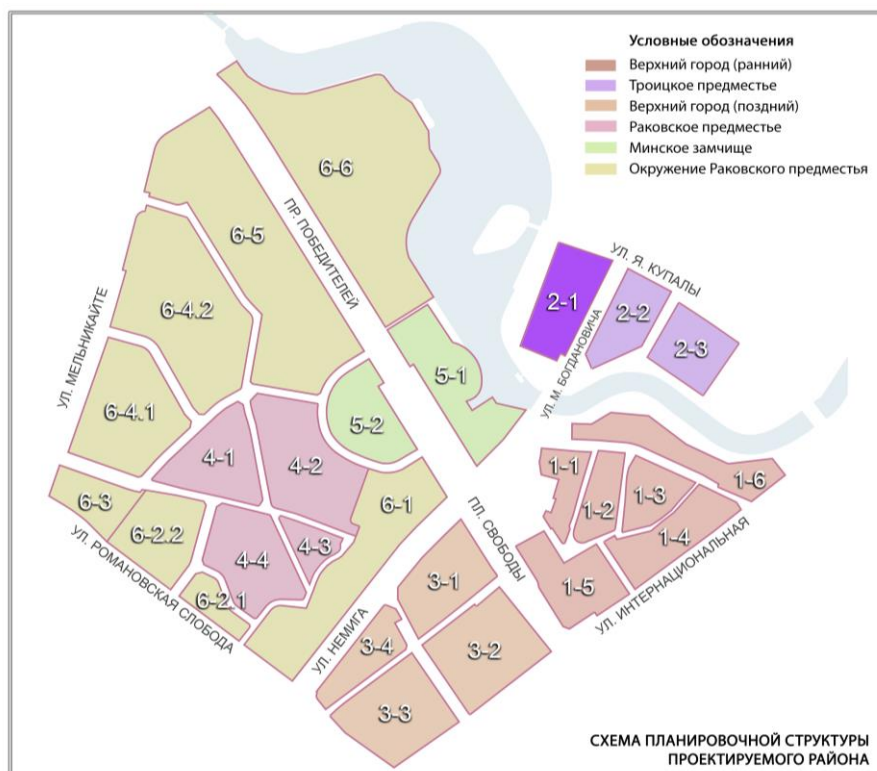 Условные обозначения
Верхний город (ранний)
Троицкое предместье
Верхний город (поздний)
Раковское предместье
Минское замчище
Окружение Раковского предместья
6-6
ПР. ПОБЕДИТЕЛЕЙ
6-5
УЛ. Я. КУПАЛЫ
2-1
2-2
2-3
6-4.2
УЛ. МЕЛЬНИКАЙТЕ
5-1
УЛ. М. БОГДАНОВИЧА
6-4.1
5-2
4-1
4-2
1-1
1-6
1-2
1-3
6-3
6-1
ПЛ. СВОБОДЫ
6-2.2
1-4
4-3
4-4
УЛ. РОМАНОВСКАЯ СЛОБОДА
3-1
1-5
УЛ. ИНТЕРНАЦИОНАЛЬНАЯ
6-2.1
УЛ. НЕМИГА
3-4
3-2
3-3
СХЕМА ПЛАНИРОВОЧНОЙ СТРУКТУРЫ
ПРОЕКТИРУЕМОГО РАЙОНА